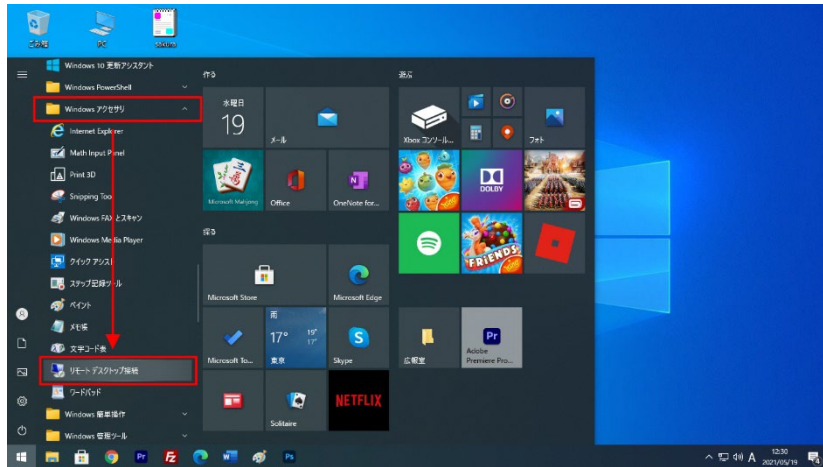 ごみ箱
PC
Windows 10 更新アシスタント
Windows PowerShell
Windows アクセサリ
Internet Explorer
Math Input Panel
Print 3D
Snipping Tool
Windows FAX とスキャン
Windows Media Player
クイック アシスト
ステップ記録ツール
ペイント
メモ帳
文字コード表
リモート デスクトップ接続
ワードパッド
Windows 簡単操作
Windows 管理ツール
作る
水曜日
19
メール
Microsoft Mahjong
Office
OneNote for...
探る
Microsoft Store
Microsoft Edge
Microsoft To...
雨
17°
19°
17°
東京
Skype
Solitaire
NETFLIX
遊ぶ
Xbox コンソール...
フォト
DOLBY
FRIENDS
広報室
Pr
Adobe
Premiere Pro...
Pr
Ps
A
12:30
2021/05/19